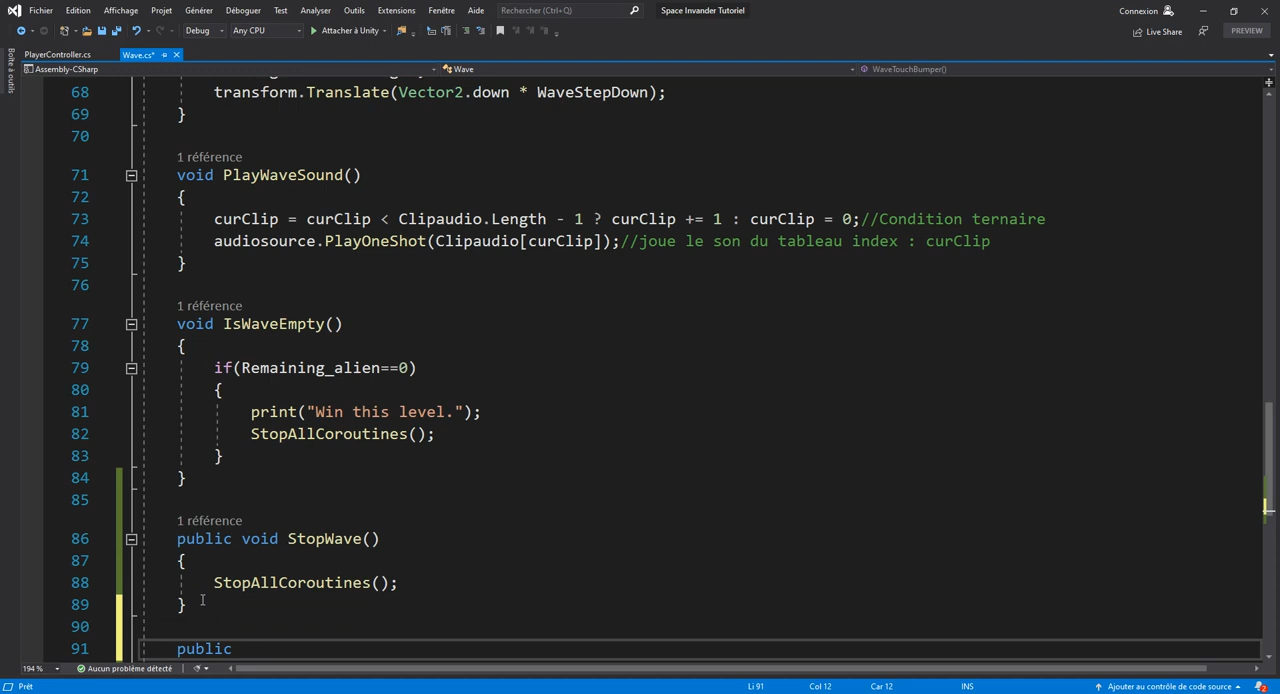 Fichier Edition Affichage Projet Générer Déboguer Test Analyser Outils Extensions Fenêtre Aide Rechercher (Ctrl+Q) Space Invander Tutoriel Connexion
Debug Any CPU Attacher à Unity Live Share PREVIEW
Boîte à outils
PlayerController.cs Wave.cs*
Assembly-CSharp Wave WaveTouchBumper()
68 transform.Translate(Vector2.down * WaveStepDown);
69 }
70
1 référence
71 void PlayWaveSound()
72 {
73 curClip = curClip < Clipaudio.Length - 1 ? curClip += 1 : curClip = 0;//Condition ternaire
74 audiosource.PlayOneShot(Clipaudio[curClip]);//joue le son du tableau index : curClip
75 }
76
1 référence
77 void IsWaveEmpty()
78 {
79 if(Remaining_alien==0)
80 {
81 print("Win this level.");
82 StopAllCoroutines();
83 }
84 }
85
1 référence
86 public void StopWave()
87 {
88 StopAllCoroutines();
89 }
90
91 public
194 % Aucun problème détecté
Prêt Li 91 Col 12 Car 12 INS Ajouter au contrôle de code source 2